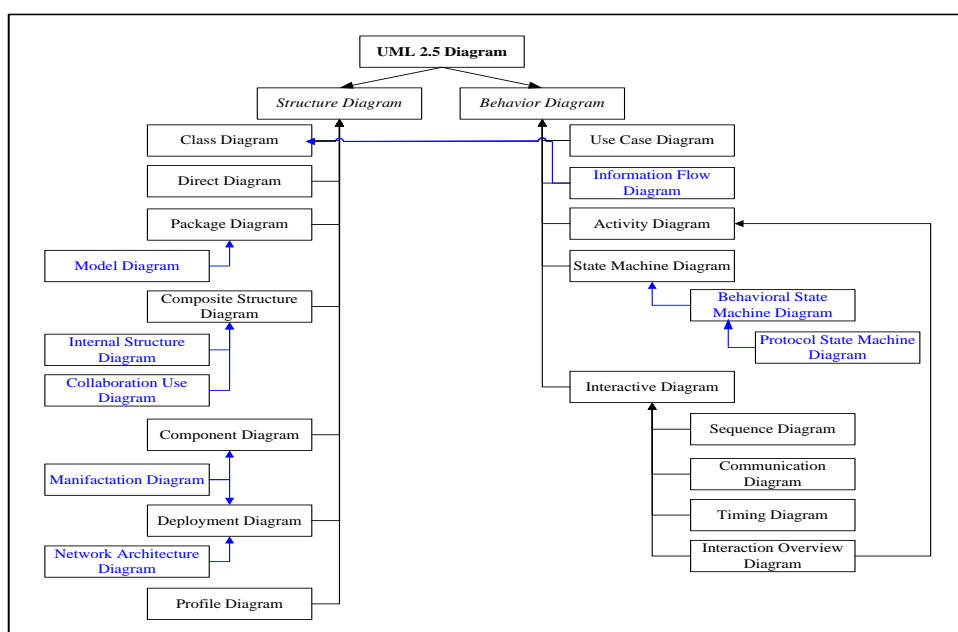 UML 2.5 Diagram
Structure Diagram
Behavior Diagram
Class Diagram
Use Case Diagram
Direct Diagram
Information Flow
Diagram
Package Diagram
Activity Diagram
Model Diagram
State Machine Diagram
Composite Structure
Diagram
Behavioral State
Machine Diagram
Internal Structure
Diagram
Protocol State Machine
Diagram
Collaboration Use
Diagram
Interactive Diagram
Component Diagram
Sequence Diagram
Manifactation Diagram
Communication
Diagram
Deployment Diagram
Timing Diagram
Network Architecture
Diagram
Interaction Overview
Diagram
Profile Diagram